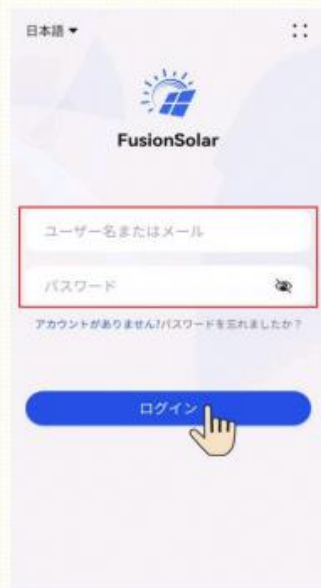 日本語▼
FusionSolar
ユーザー名またはメール
パスワード
アカウントがありません?パスワードを忘れましたか?
ログイン